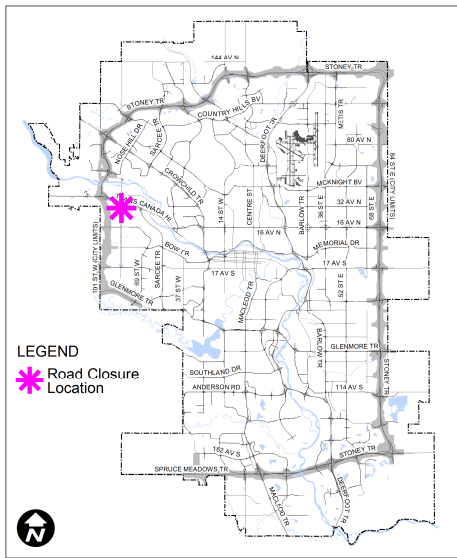 144 AV N
STONEY TR
STONEY TR
COUNTRY HILLS BV
METIS TR
NOSE HILL DR
SARCEE TR
DEERFOOT TR
80 AV N
84 ST E (CITY LIMITS)
CROWCHILD TR
MCKNIGHT BV
14 ST W
CENTRE ST
BARLOW TR
36 ST E
32 AV N
68 ST E
CANADA HI
16 AV N
16 AV N
101 ST W (CITY LIMITS)
BOW TR
MEMORIAL DR
69 ST W
SARCEE TR
37 ST W
17 AV S
17 AV S
52 ST E
GLENMORE TR
MACLEOD TR
BARLOW TR
GLENMORE TR
STONEY TR
SOUTHLAND DR
ANDERSON RD
114 AV S
LEGEND
Road Closure
Location
162 AV S
STONEY TR
SPRUCE MEADOWS TR
MACLEOD TR
DEERFOOT TR
N